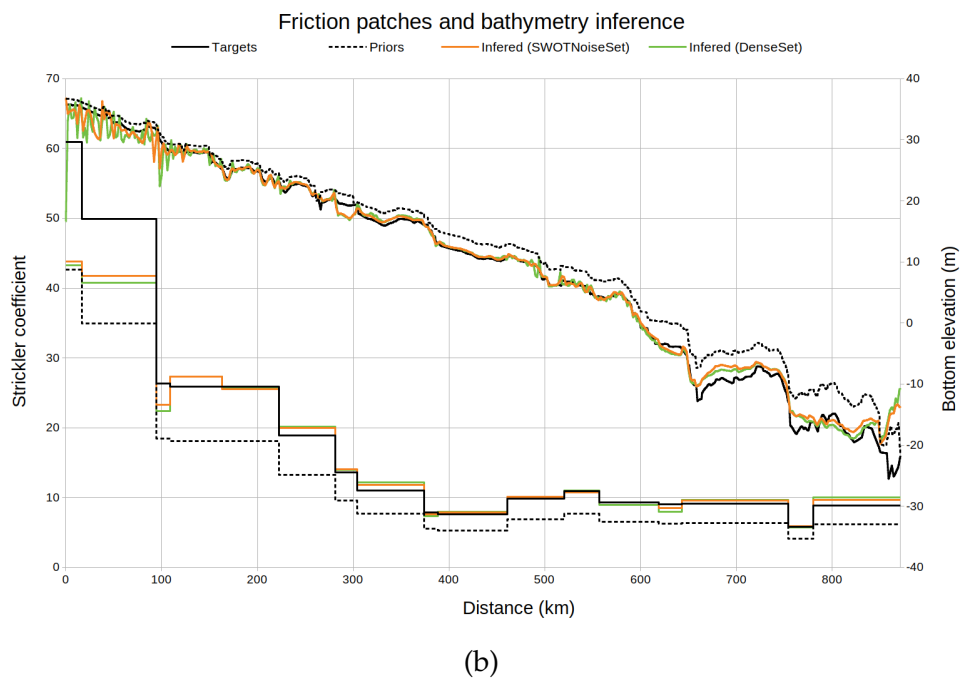 Friction patches and bathymetry inference
Targets Priors Infered (SWOTNoiseSet) Infered (DenseSet)
70 40
60 30
50 20
40 10
30 0
20 -10
10 -20
0 -30
-40
0 100 200 300 400 500 600 700 800
Strickler coefficient
Bottom elevation (m)
Distance (km)
(b)